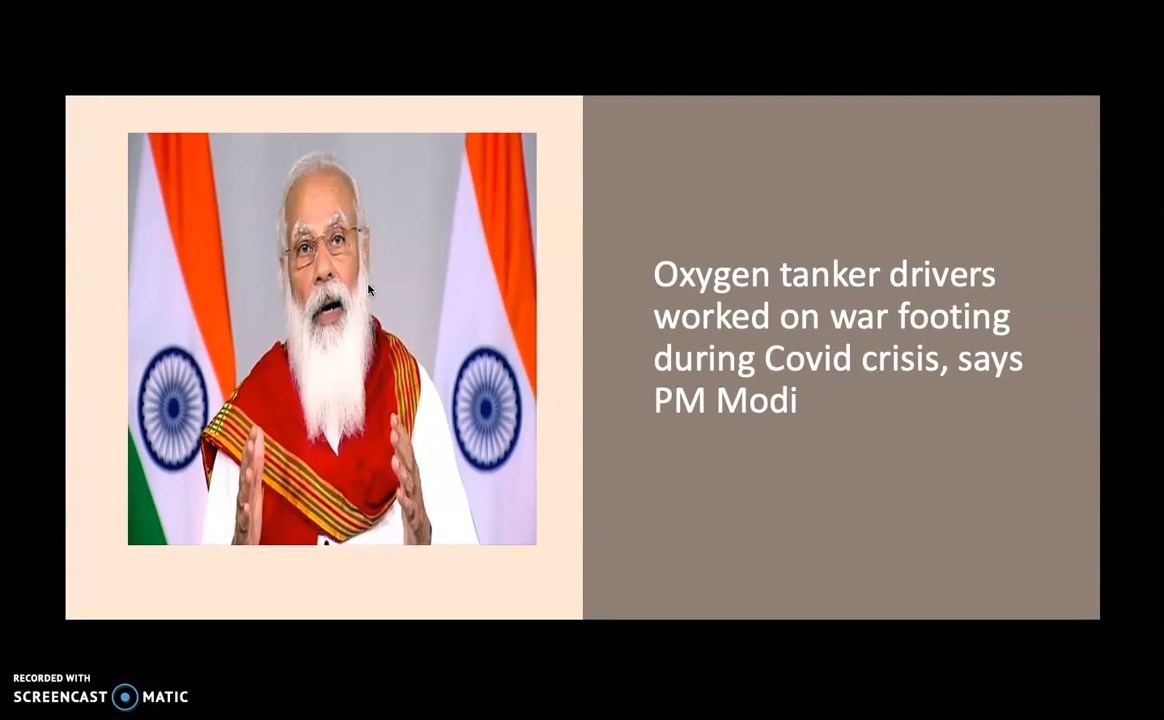 Oxygen tanker drivers
worked on war footing
during Covid crisis, says
PM Modi
RECORDED WITH
SCREENCAST MATIC